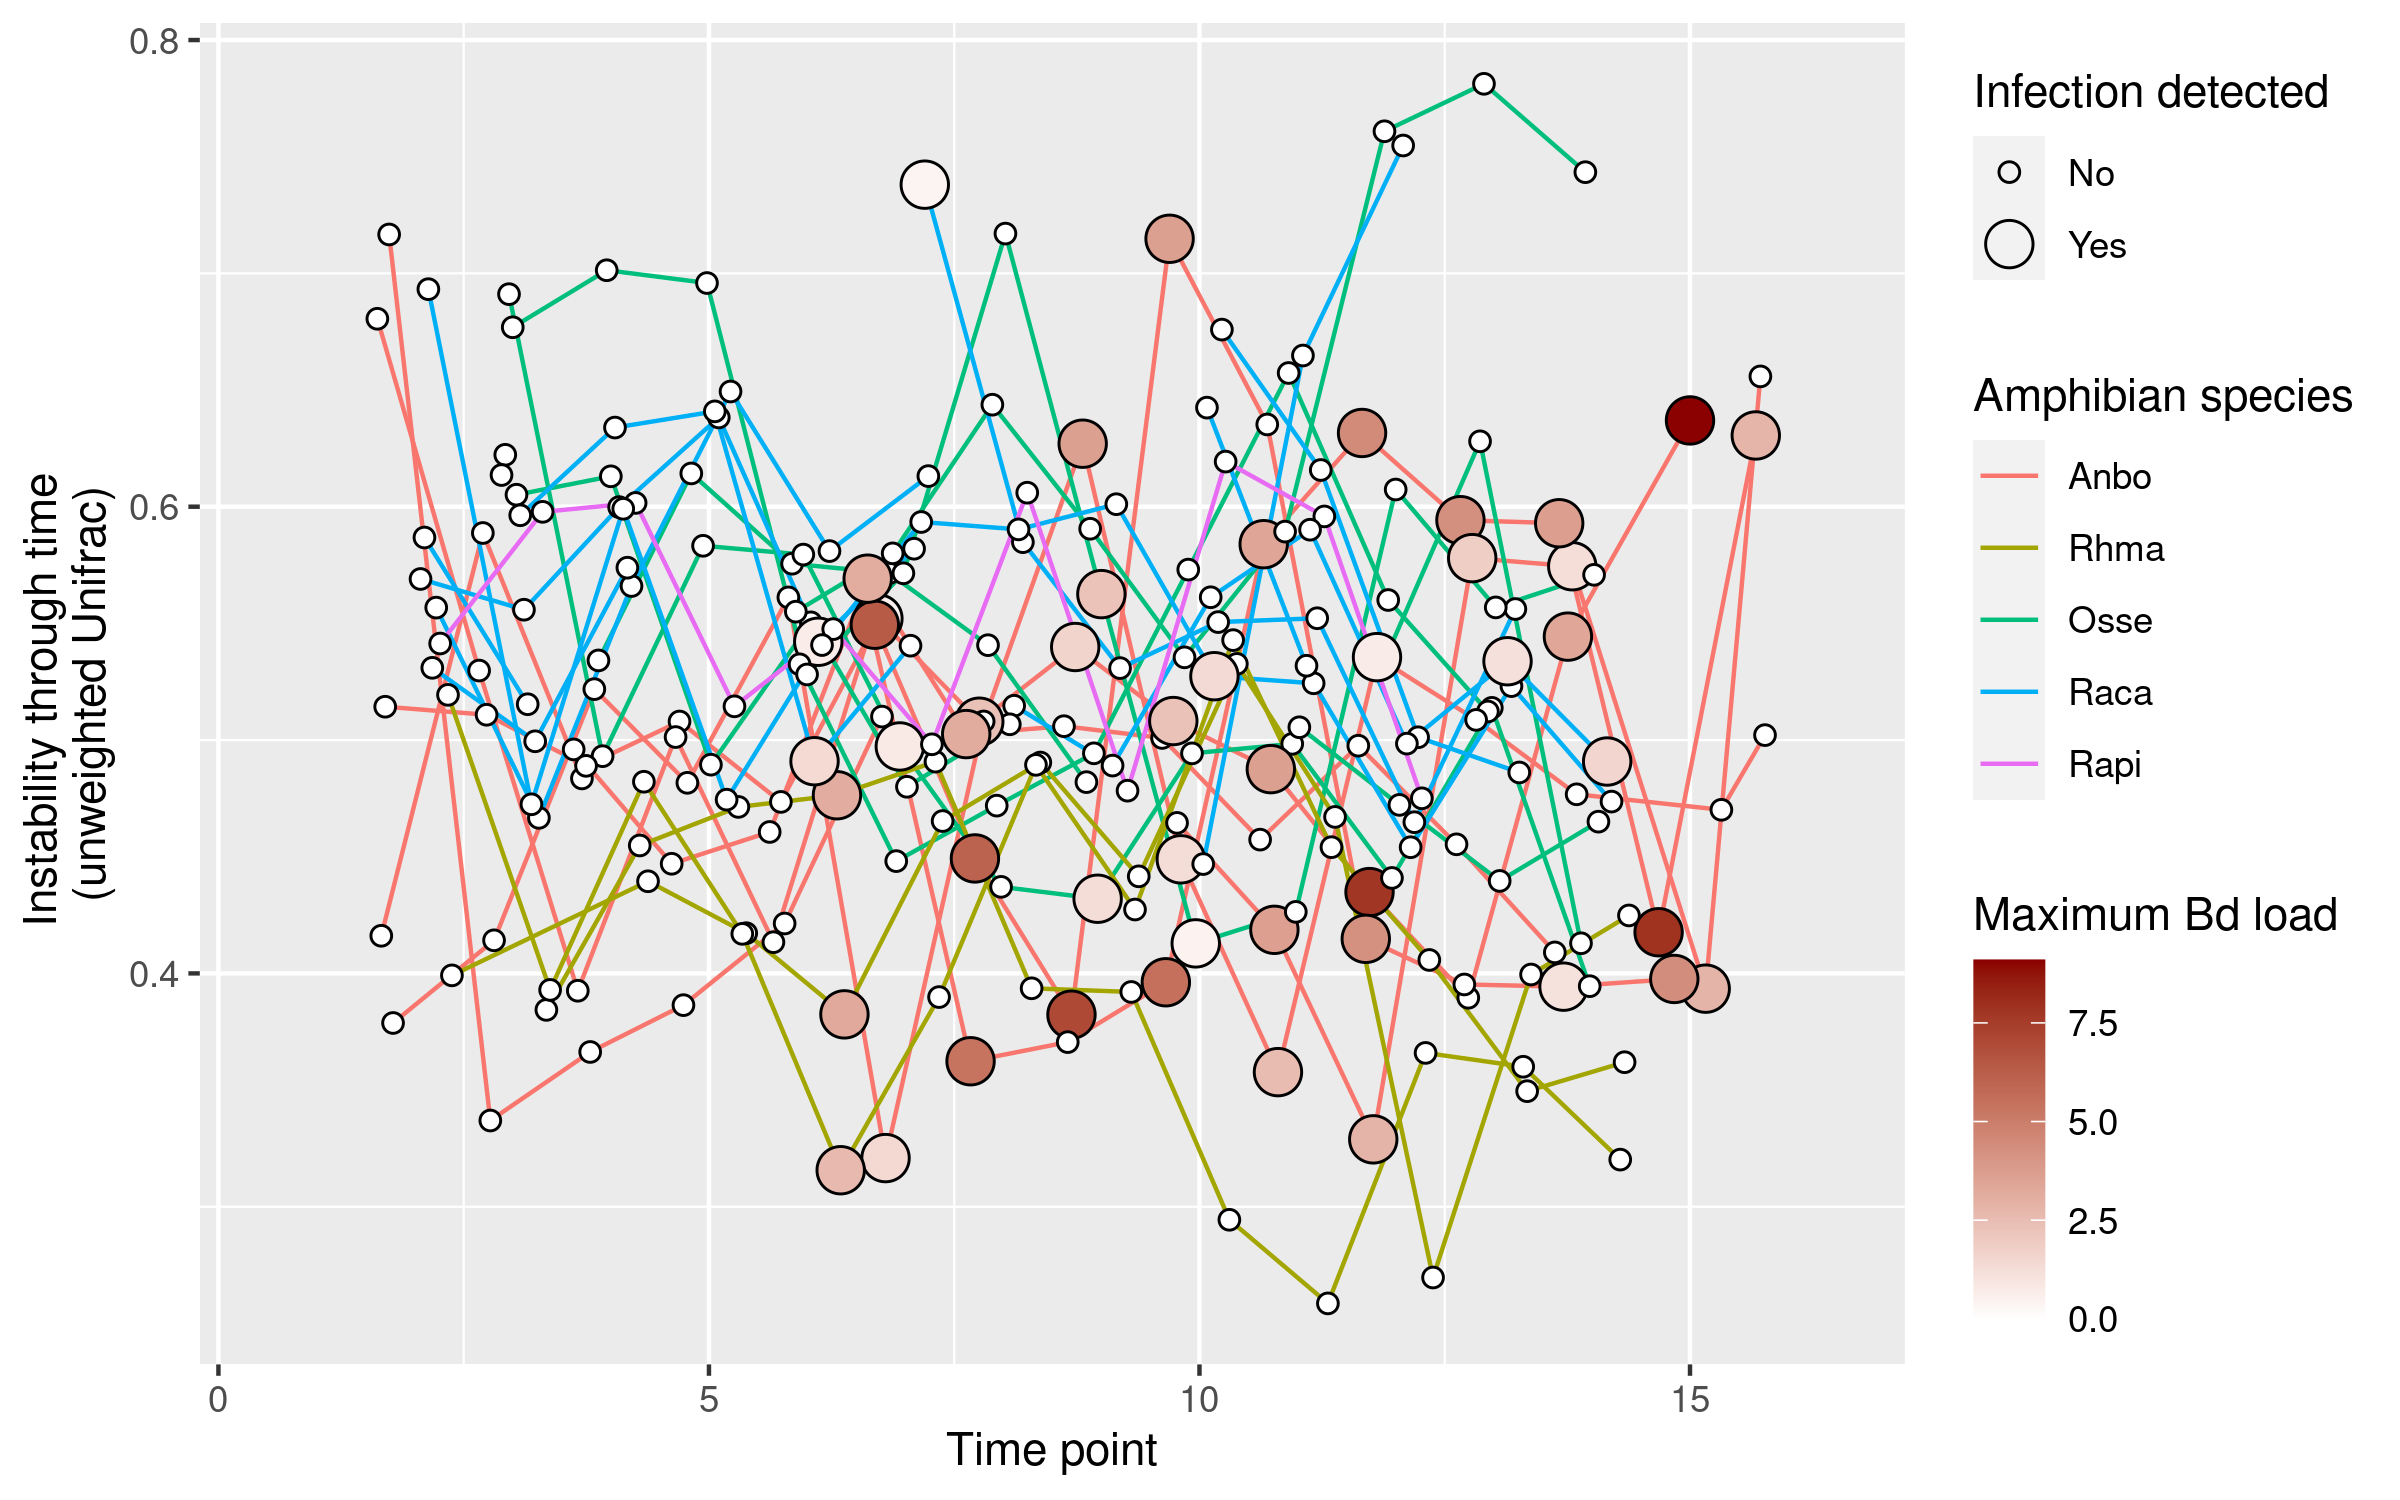 Instability through time
(unweighted Unifrac)
0.8
0.6
0.4
0
5
10
15
Time point
Infection detected
No
Yes
Amphibian species
Anbo
Rhma
Osse
Raca
Rapi
Maximum Bd load
7.5
5.0
2.5
0.0